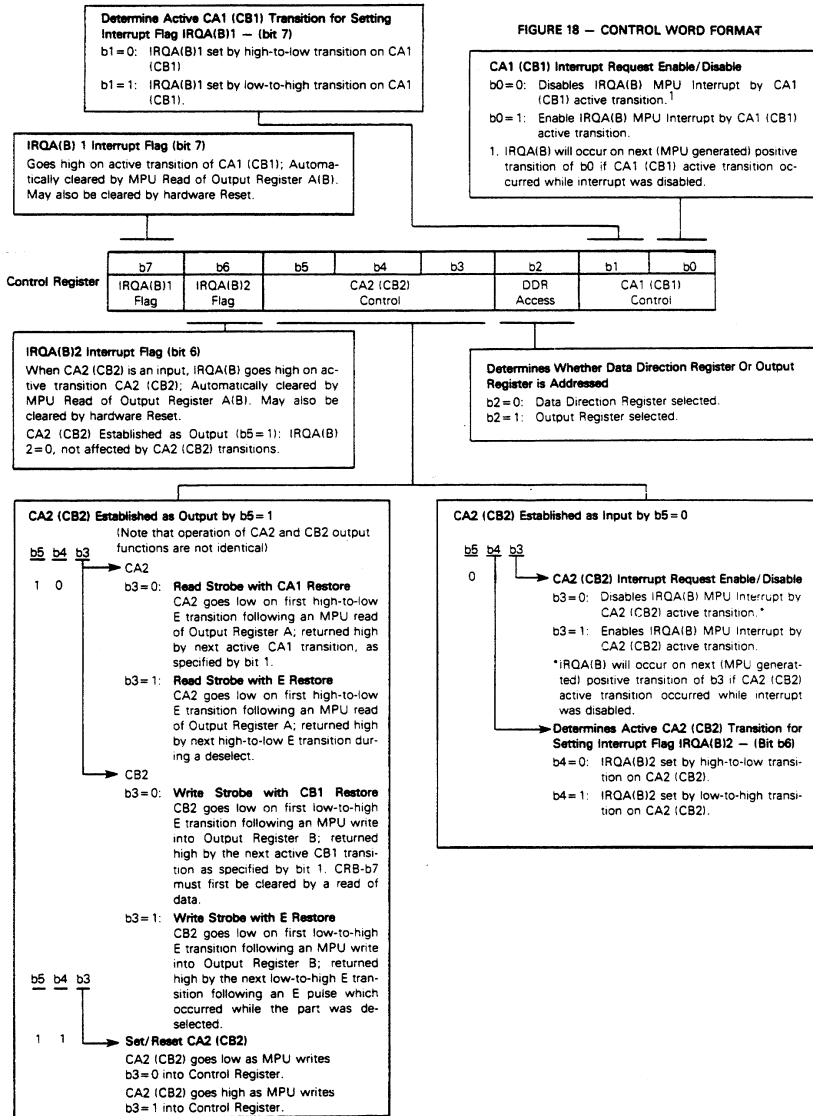 Determine Active CA1 (CB1) Transition for Setting
Interrupt Flag IRQA(B)1 — (bit 7)
b1=0: IRQA(B)1 set by high-to-low transition on CA1
(CB1)
b1=1: IRQA(B)1 set by low-to-high transition on CA1
(CB1).
FIGURE 18 — CONTROL WORD FORMAT
CA1 (CB1) Interrupt Request Enable/Disable
b0=0: Disables IRQA(B) MPU Interrupt by CA1
(CB1) active transition.1
b0=1: Enable IRQA(B) MPU Interrupt by CA1 (CB1)
active transition.
1. IRQA(B) will occur on next (MPU generated) positive
transition of b0 if CA1 (CB1) active transition oc-
curred while interrupt was disabled.
IRQA(B) 1 Interrupt Flag (bit 7)
Goes high on active transition of CA1 (CB1); Automa-
tically cleared by MPU Read of Output Register A(B).
May also be cleared by hardware Reset.
b7 b6 b5 b4 b3 b2 b1 b0
Control Register
IRQA(B)1 IRQA(B)2 CA2 (CB2) DDR CA1 (CB1)
Flag Flag Control Access Control
IRQA(B)2 Interrupt Flag (bit 6)
When CA2 (CB2) is an input, IRQA(B) goes high on ac-
tive transition CA2 (CB2); Automatically cleared by
MPU Read of Output Register A(B). May also be
cleared by hardware Reset.
CA2 (CB2) Established as Output (b5=1): IRQA(B)
2=0, not affected by CA2 (CB2) transitions.
Determines Whether Data Direction Register Or Output
Register is Addressed
b2=0: Data Direction Register selected.
b2=1: Output Register selected.
CA2 (CB2) Established as Output by b5=1
(Note that operation of CA2 and CB2 output
functions are not identical)
b5 b4 b3
CA2
1 0
b3=0: Read Strobe with CA1 Restore
CA2 goes low on first high-to-low
E transition following an MPU read
of Output Register A; returned high
by next active CA1 transition, as
specified by bit 1.
b3=1: Read Strobe with E Restore
CA2 goes low on first high-to-low
E transition following an MPU read
of Output Register A; returned high
by next high-to-low E transition dur-
ing a deselect.
CB2
b3=0: Write Strobe with CB1 Restore
CB2 goes low on first low-to-high
E transition following an MPU write
into Output Register B; returned
high by the next active CB1 transi-
tion as specified by bit 1. CRB-b7
must first be cleared by a read of
data.
b3=1: Write Strobe with E Restore
CB2 goes low on first low-to-high
E transition following an MPU write
into Output Register B; returned
high by the next low-to-high E tran-
sition following an E pulse which
occurred while the part was de-
selected.
b5 b4 b3
1 1
Set/Reset CA2 (CB2)
CA2 (CB2) goes low as MPU writes
b3=0 into Control Register.
CA2 (CB2) goes high as MPU writes
b3=1 into Control Register.
CA2 (CB2) Established as Input by b5=0
b5 b4 b3
0
CA2 (CB2) Interrupt Request Enable/Disable
b3=0: Disables IRQA(B) MPU Interrupt by
CA2 (CB2) active transition.*
b3=1: Enables IRQA(B) MPU Interrupt by
CA2 (CB2) active transition.
*IRQA(B) will occur on next (MPU generat-
ted) positive transition of b3 if CA2 (CB2)
active transition occurred while interrupt
was disabled.
Determines Active CA2 (CB2) Transition for
Setting Interrupt Flag IRQA(B)2 — (Bit b6)
b4=0: IRQA(B)2 set by high-to-low transi-
tion on CA2 (CB2).
b4=1: IRQA(B)2 set by low-to-high transi-
tion on CA2 (CB2).